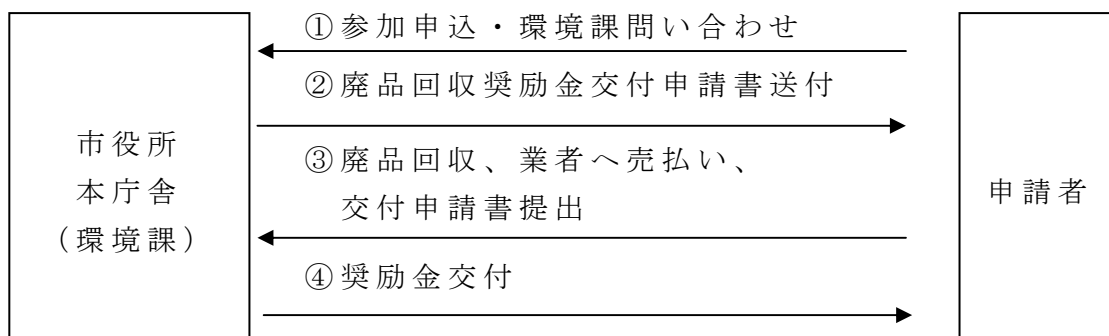 市役所
本庁舎
（環境課）
①参加申込・環境課問い合わせ
②廃品回収奨励金交付申請書送付
③廃品回収、業者へ売払い、
交付申請書提出
④奨励金交付
申請者